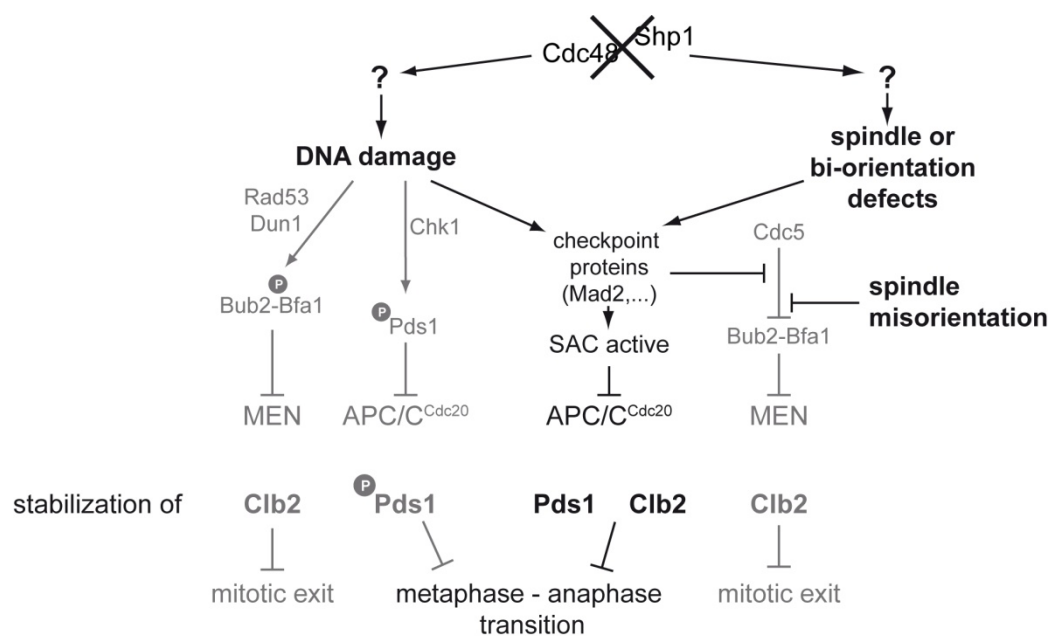 Cdc48 Shp1
? ?
DNA damage
spindle or
bi-orientation
defects
Rad53
Dun1
Chk1
checkpoint
proteins
(Mad2,...)
Cdc5
P
Bub2-Bfa1
P
Pds1
SAC active
spindle
misorientation
Bub2-Bfa1
MEN APC/C^Cdc20 APC/C^Cdc20 MEN
stabilization of Clb2 P Pds1 Pds1 Clb2 Clb2
mitotic exit metaphase - anaphase mitotic exit
transition